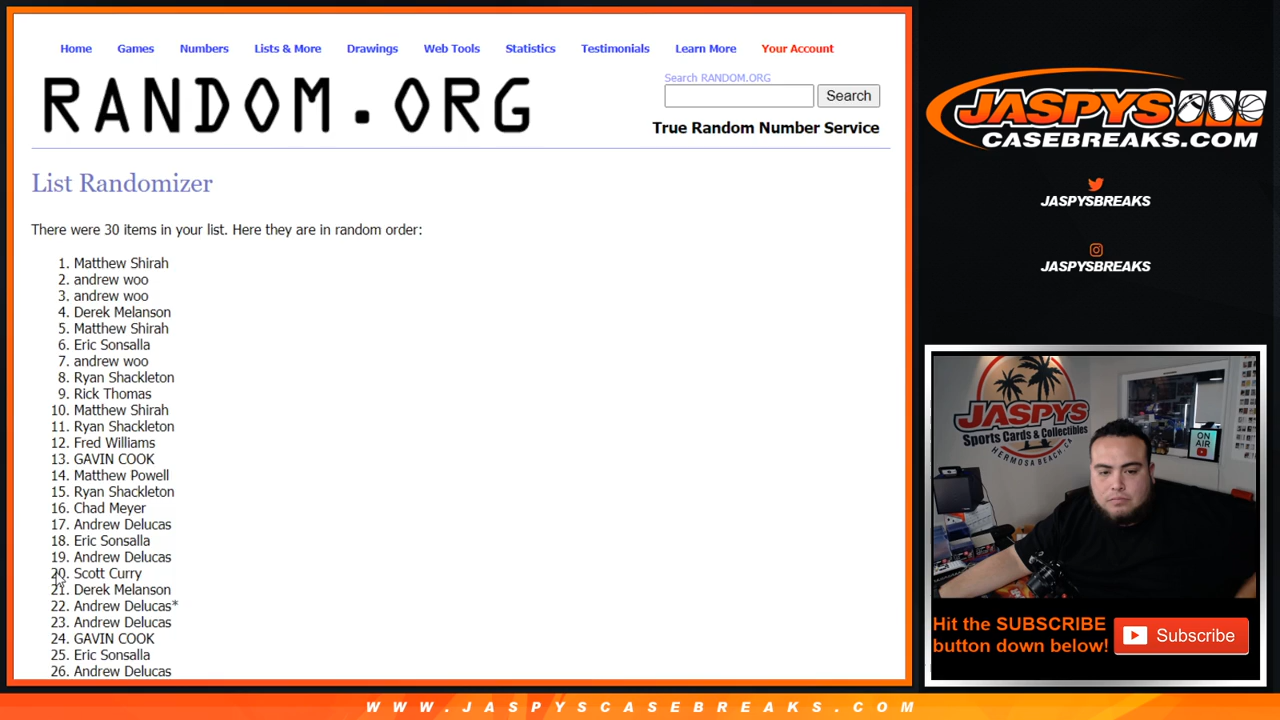 Home Games Numbers Lists & More Drawings Web Tools Statistics Testimonials Learn More Your Account
RANDOM.ORG
Search RANDOM.ORG
Search
True Random Number Service
List Randomizer
There were 30 items in your list. Here they are in random order:
1. Matthew Shirah
2. andrew woo
3. andrew woo
4. Derek Melanson
5. Matthew Shirah
6. Eric Sonsalla
7. andrew woo
8. Ryan Shackleton
9. Rick Thomas
10. Matthew Shirah
11. Ryan Shackleton
12. Fred Williams
13. GAVIN COOK
14. Matthew Powell
15. Ryan Shackleton
16. Chad Meyer
17. Andrew Delucas
18. Eric Sonsalla
19. Andrew Delucas
20. Scott Curry
21. Derek Melanson
22. Andrew Delucas*
23. Andrew Delucas
24. GAVIN COOK
25. Eric Sonsalla
26. Andrew Delucas
JASPYS
CASEBREAKS.COM
JASPYSBREAKS
JASPYSBREAKS
JASPYS
Sports Cards & Collectibles
HERMOSA BEACH, CA
ON
AIR
Hit the SUBSCRIBE
button down below!
Subscribe
WWW.JASPYSCASEBREAKS.COM